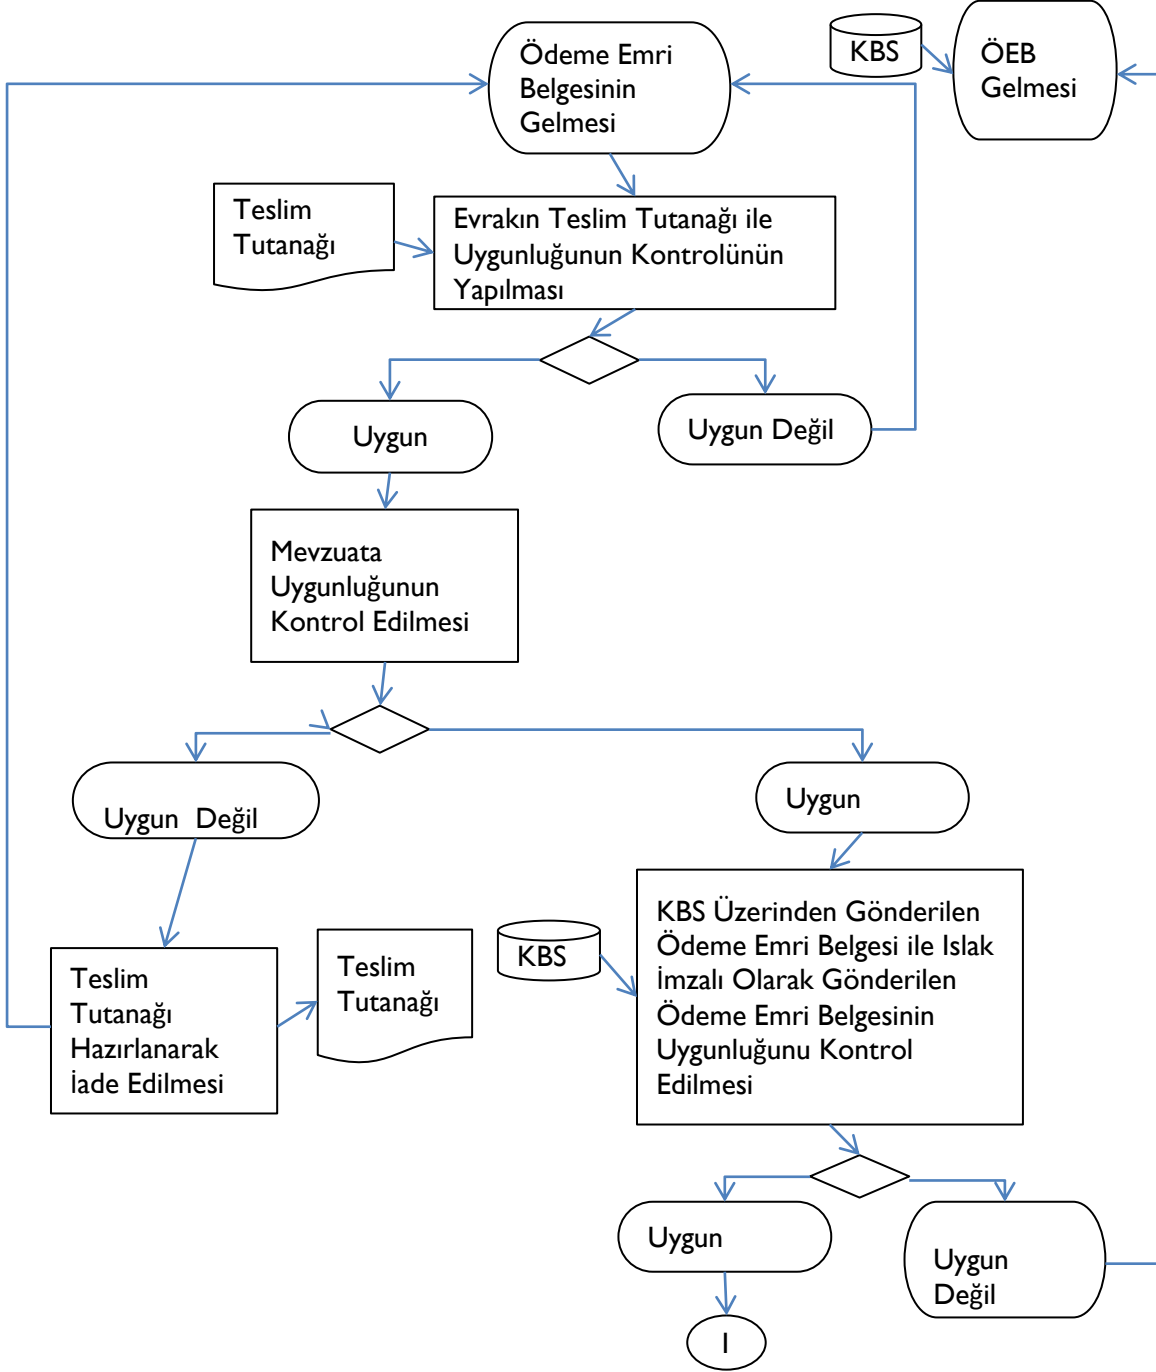 Ödeme Emri
Belgesinin
Gelmesi
KBS
ÖEB
Gelmesi
Teslim
Tutanağı
Evrakın Teslim Tutanağı ile
Uygunluğunun Kontrolünün
Yapılması
Uygun
Uygun Değil
Mevzuata
Uygunluğunun
Kontrol Edilmesi
Uygun  Değil
Uygun
Teslim
Tutanağı
Hazırlanarak
İade Edilmesi
Teslim
Tutanağı
KBS
KBS Üzerinden Gönderilen
Ödeme Emri Belgesi ile Islak
İmzalı Olarak Gönderilen
Ödeme Emri Belgesinin
Uygunluğunu Kontrol
Edilmesi
Uygun
Uygun
Değil
I